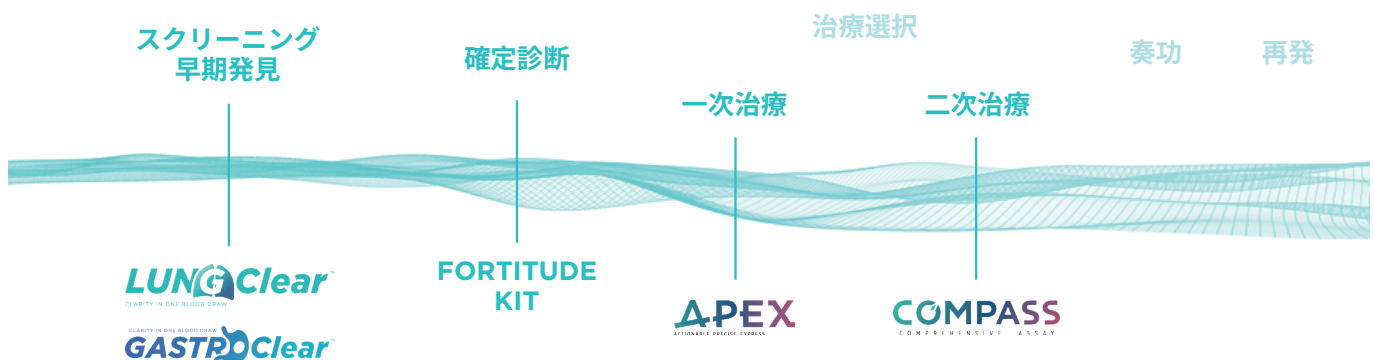 スクリーニング
早期発見
確定診断
治療選択
一次治療
二次治療
奏功
再発
LUNGClear™
CLARITY IN ONE BLOOD DRAW
CLARITY IN ONE BLOOD DRAW
GASTROClear™
FORTITUDE
KIT
APEX
ACTIONABLE PRECISE EXPRESS
COMPASS
COMPREHENSIVE ASSAY